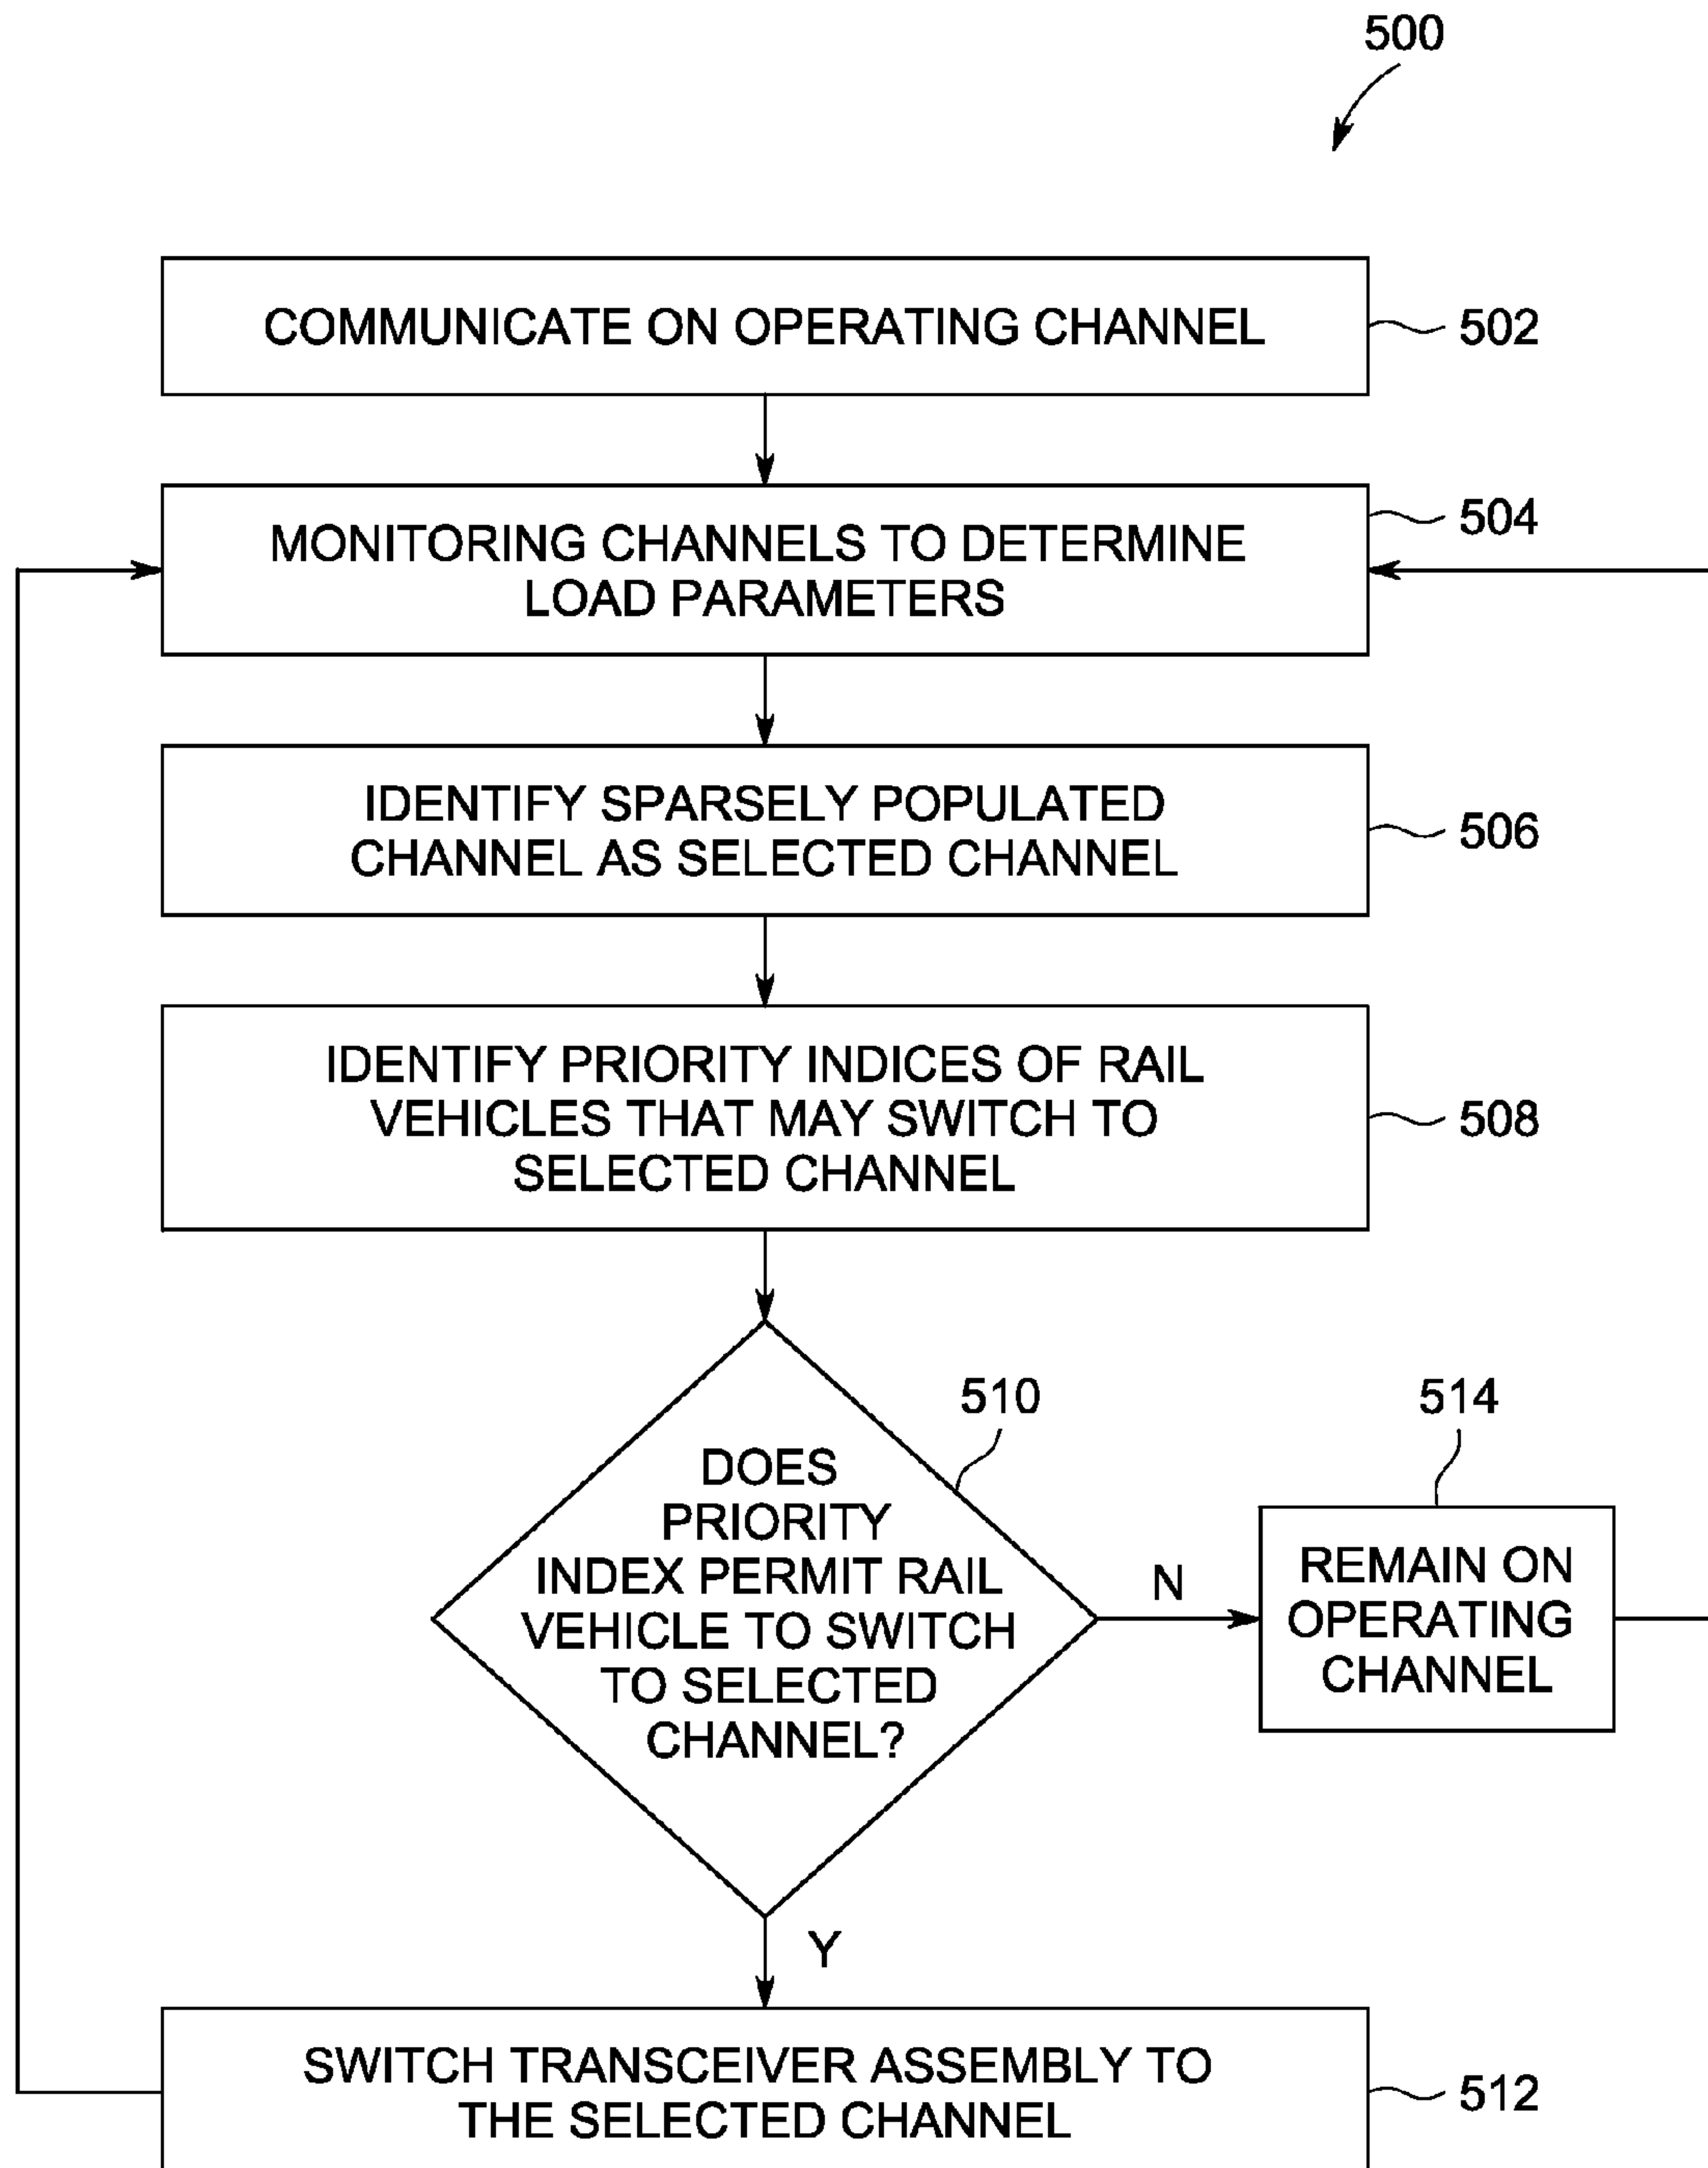 500
COMMUNICATE ON OPERATING CHANNEL
502
MONITORING CHANNELS TO DETERMINE
LOAD PARAMETERS
504
IDENTIFY SPARSELY POPULATED
CHANNEL AS SELECTED CHANNEL
506
IDENTIFY PRIORITY INDICES OF RAIL
VEHICLES THAT MAY SWITCH TO
SELECTED CHANNEL
508
510
DOES
PRIORITY
INDEX PERMIT RAIL
VEHICLE TO SWITCH
TO SELECTED
CHANNEL?
N
514
REMAIN ON
OPERATING
CHANNEL
Y
SWITCH TRANSCEIVER ASSEMBLY TO
THE SELECTED CHANNEL
512